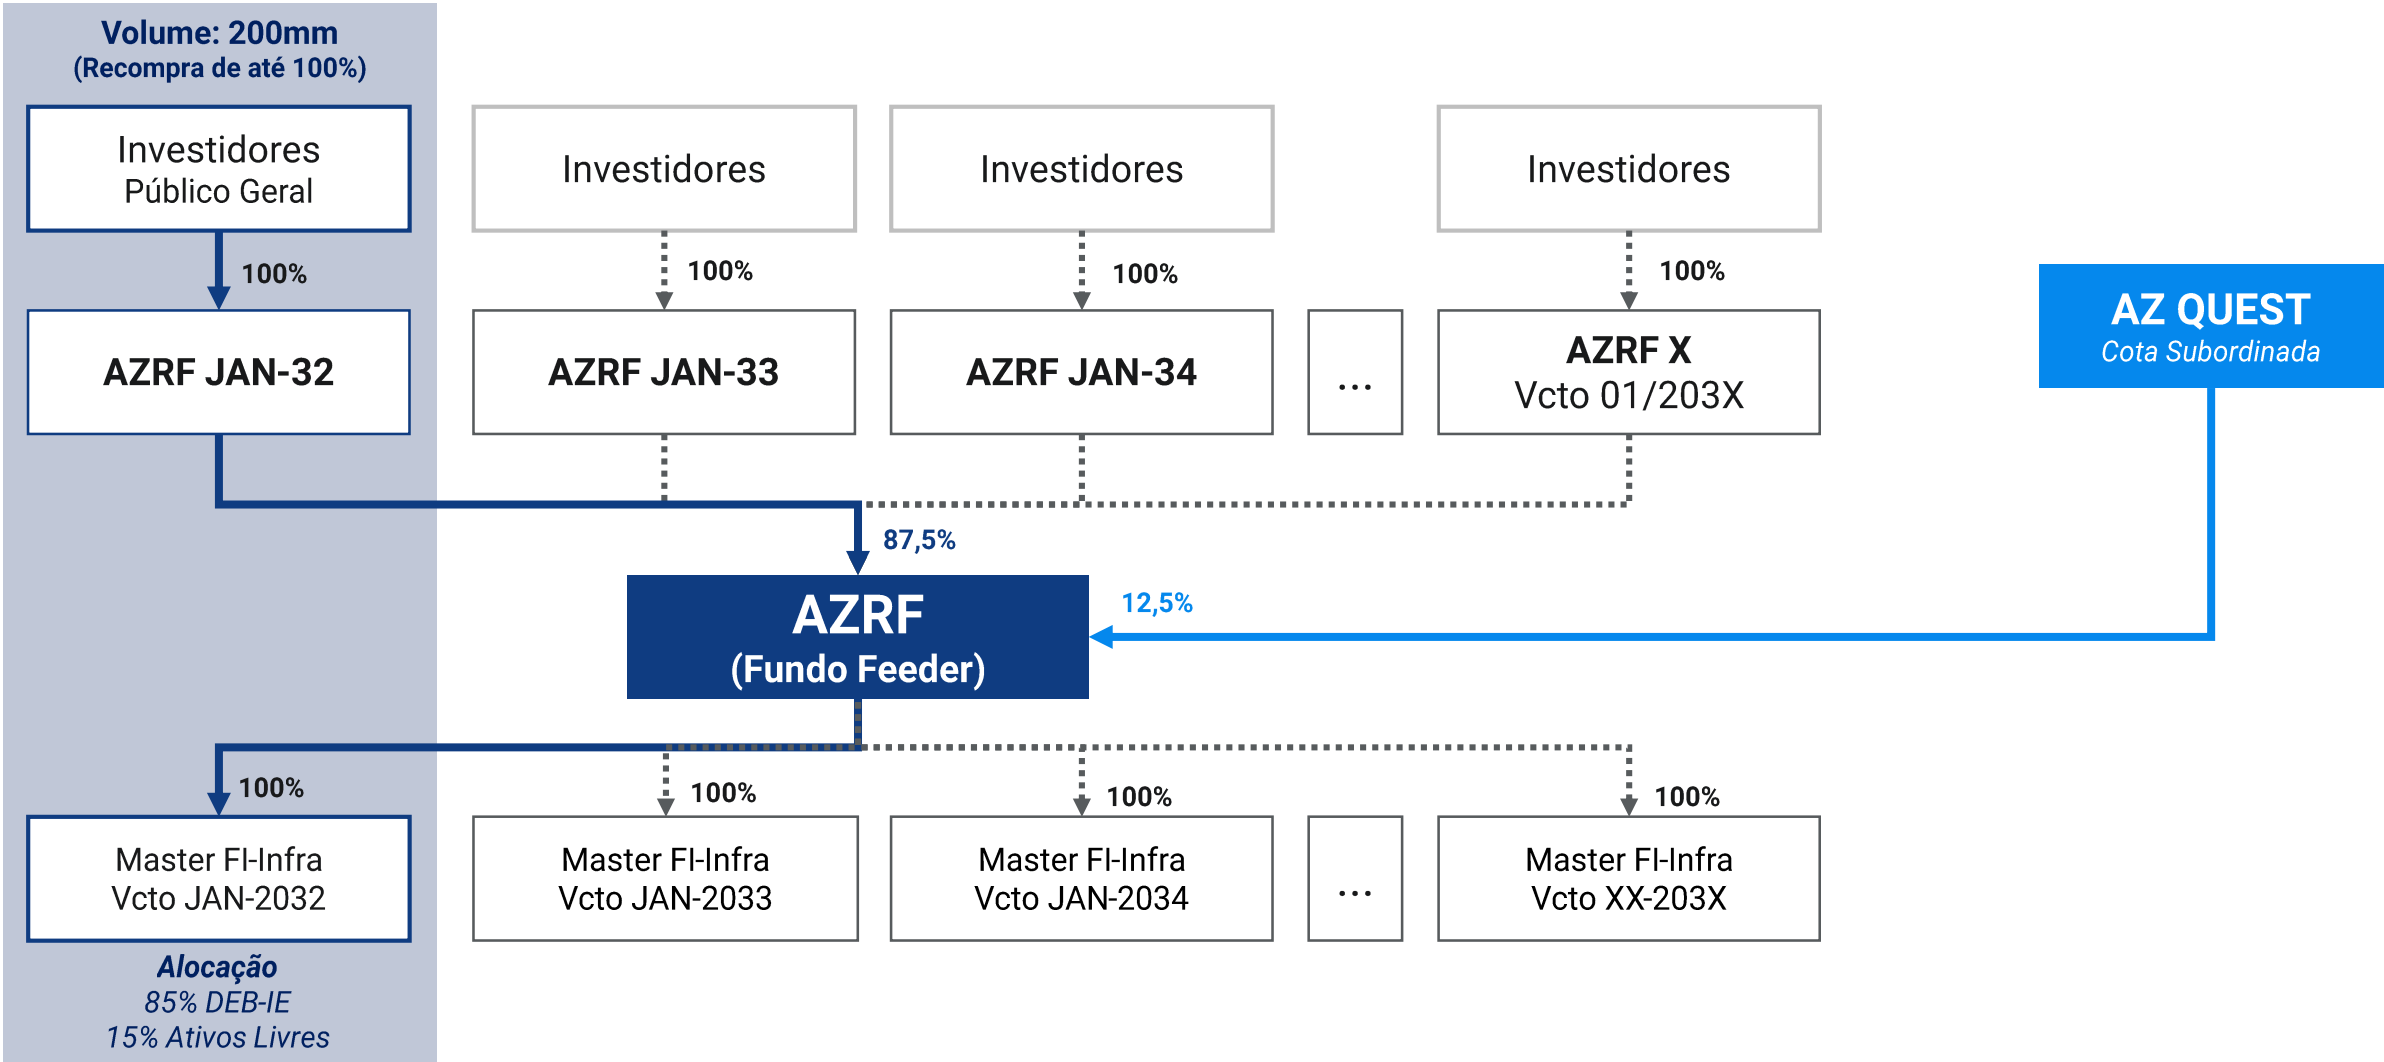 Volume: 200mm
(Recompra de até 100%)
Investidores
Público Geral
Investidores
Investidores
Investidores
100%
100%
100%
100%
AZRF JAN-32
AZRF JAN-33
AZRF JAN-34
...
AZRF X
Vcto 01/203X
AZ QUEST
Cota Subordinada
87,5%
12,5%
AZRF
(Fundo Feeder)
100%
100%
100%
100%
Master FI-Infra
Vcto JAN-2032
Master FI-Infra
Vcto JAN-2033
Master FI-Infra
Vcto JAN-2034
...
Master FI-Infra
Vcto XX-203X
Alocação
85% DEB-IE
15% Ativos Livres